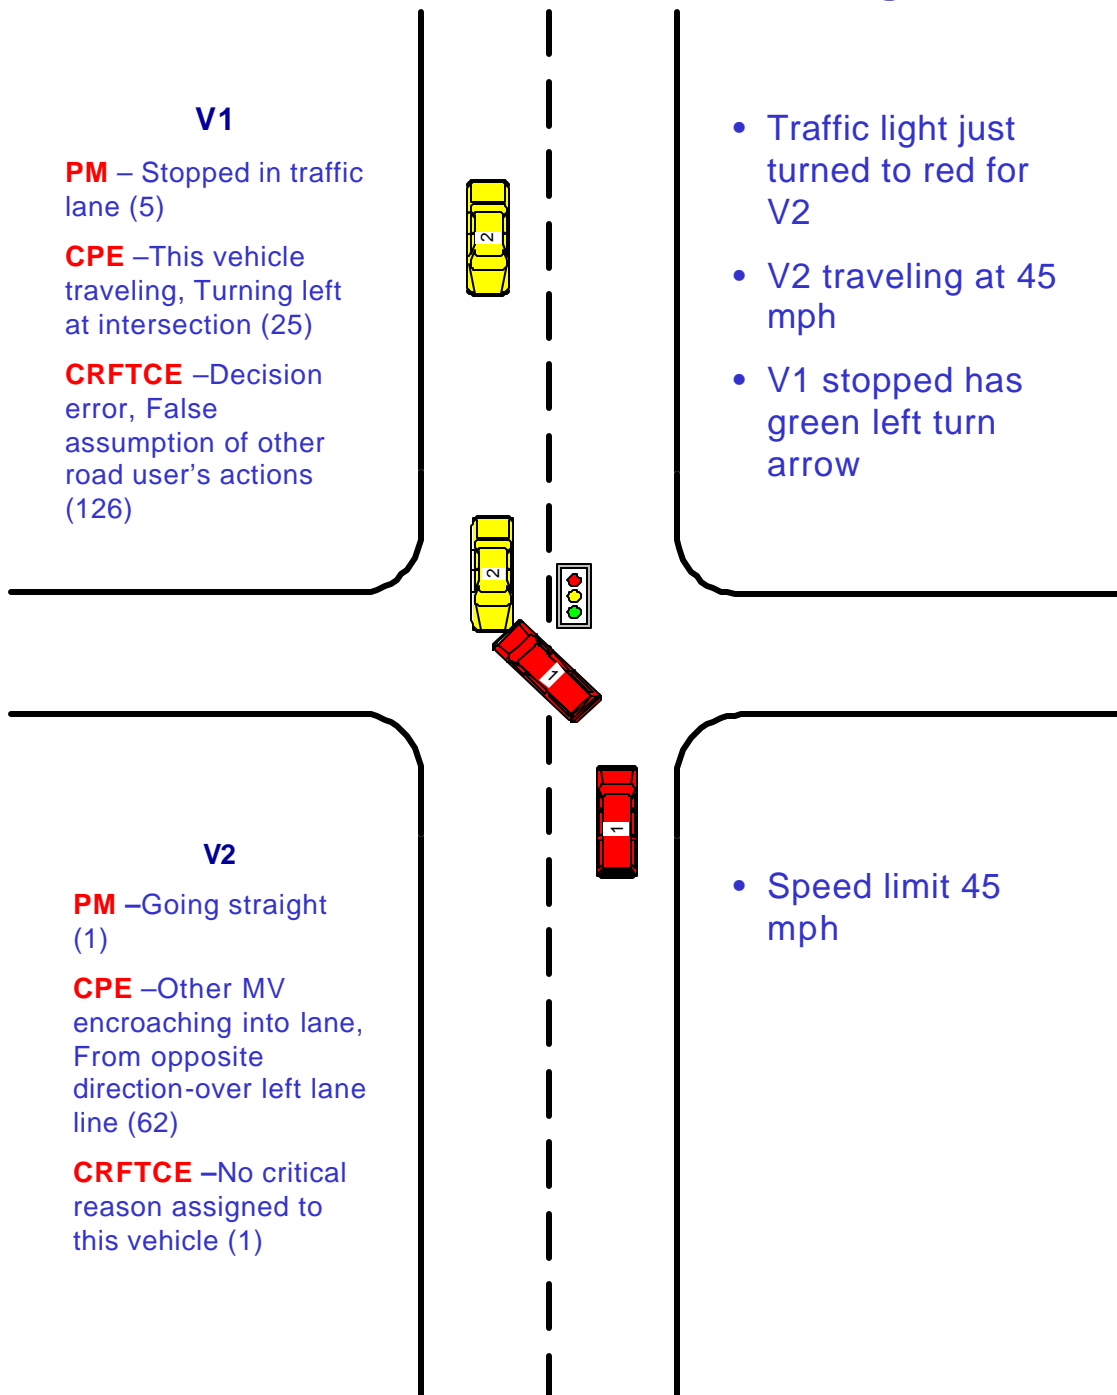 V1
PM – Stopped in traffic
lane (5)
CPE –This vehicle
traveling, Turning left
at intersection (25)
CRFTCE –Decision
error, False
assumption of other
road user’s actions
(126)
• Traffic light just
turned to red for
V2
• V2 traveling at 45
mph
• V1 stopped has
green left turn
arrow
2
2
1
1
V2
PM –Going straight
(1)
CPE –Other MV
encroaching into lane,
From opposite
direction-over left lane
line (62)
CRFTCE –No critical
reason assigned to
this vehicle (1)
• Speed limit 45
mph